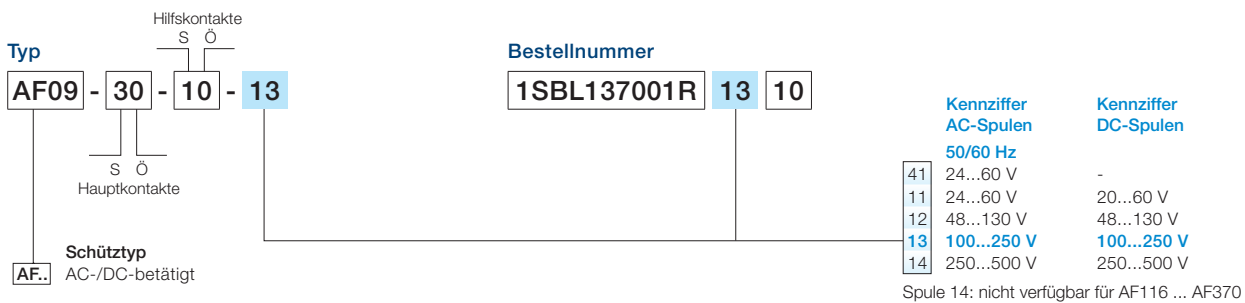 Hilfskontakte
S Ö
Typ
AF09 - 30 - 10 - 13
S Ö
Hauptkontakte
Schütztyp
AF.. AC-/DC-betätigt
Bestellnummer
1SBL137001R 13 10
Kennziffer AC-Spulen Kennziffer DC-Spulen
50/60 Hz
41 24...60 V -
11 24...60 V 20...60 V
12 48...130 V 48...130 V
13 100...250 V 100...250 V
14 250...500 V 250...500 V
Spule 14: nicht verfügbar für AF116 ... AF370